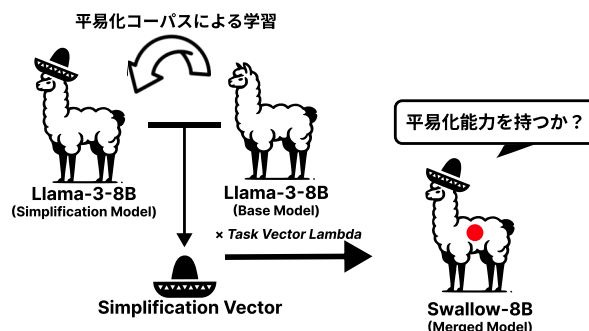 平易化コーパスによる学習
平易化能力を持つか？
Llama-3-8B
(Simplification Model)
Llama-3-8B
(Base Model)
× Task Vector Lambda
Simplification Vector
Swallow-8B
(Merged Model)